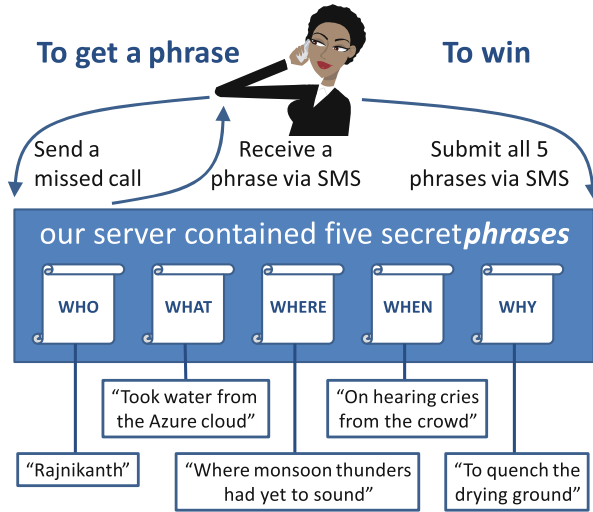 To get a phrase
To win
Send a
missed call
Receive a
phrase via SMS
Submit all 5
phrases via SMS
our server contained five secret phrases
WHO
WHAT
WHERE
WHEN
WHY
“Took water from
the Azure cloud”
“On hearing cries
from the crowd”
“Rajnikanth”
“Where monsoon thunders
had yet to sound”
“To quench the
drying ground”